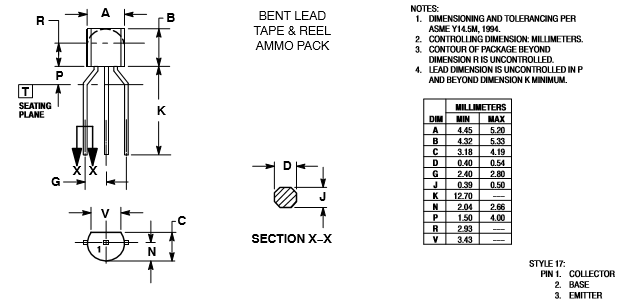 BENT LEAD
TAPE & REEL
AMMO PACK
A
R
B
P
T
SEATING
PLANE
K
X X
G
V
C
1
N
D
J
SECTION X–X
NOTES:
1. DIMENSIONING AND TOLERANCING PER
ASME Y14.5M, 1994.
2. CONTROLLING DIMENSION: MILLIMETERS.
3. CONTOUR OF PACKAGE BEYOND
DIMENSION R IS UNCONTROLLED.
4. LEAD DIMENSION IS UNCONTROLLED IN P
AND BEYOND DIMENSION K MINIMUM.
MILLIMETERS
DIM MIN MAX
A 4.45 5.20
B 4.32 5.33
C 3.18 4.19
D 0.40 0.54
G 2.40 2.80
J 0.39 0.50
K 12.70 ---
N 2.04 2.66
P 1.50 4.00
R 2.93 ---
V 3.43 ---
STYLE 17:
PIN 1. COLLECTOR
2. BASE
3. EMITTER